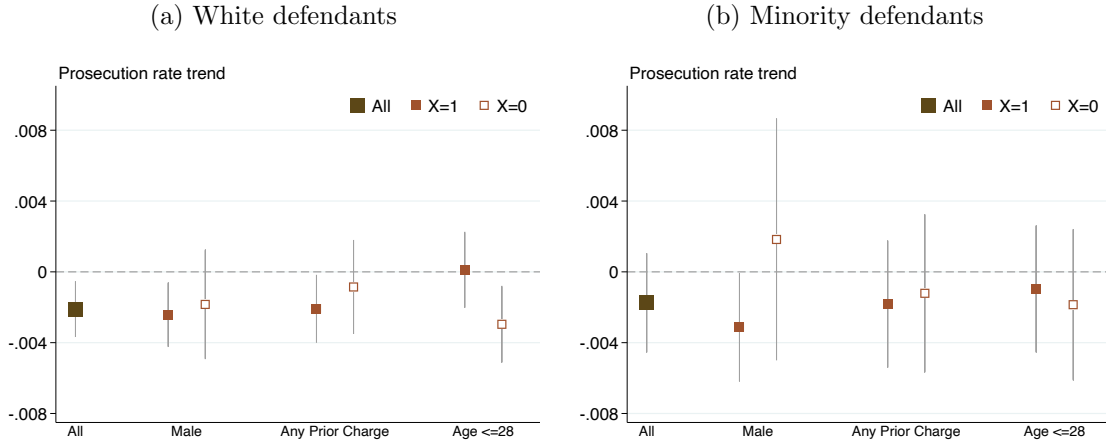 (a) White defendants
Prosecution rate trend
All X=1 X=0
.008
.004
0
-.004
-.008
All Male Any Prior Charge Age <=28
(b) Minority defendants
Prosecution rate trend
All X=1 X=0
.008
.004
0
-.004
-.008
All Male Any Prior Charge Age <=28